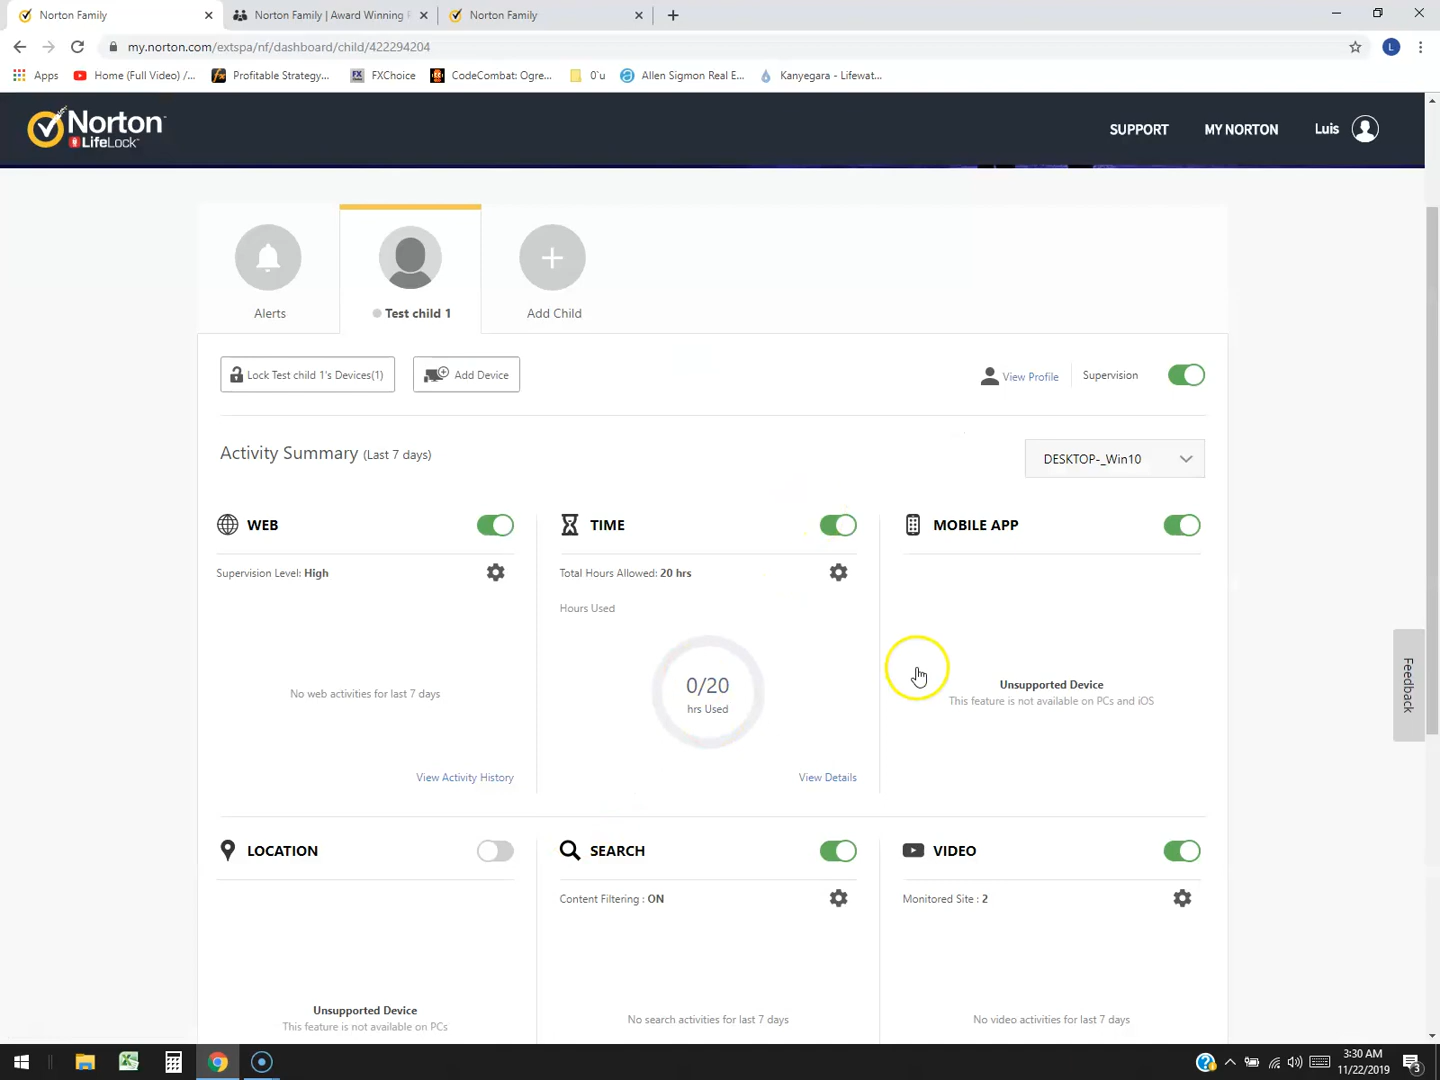 Norton Family
Norton Family | Award Winning P
Norton Family
my.norton.com/extspa/nf/dashboard/child/422294204
L
Apps
Home (Full Video) /...
Profitable Strategy...
FXChoice
CodeCombat: Ogre...
0`u
Allen Sigmon Real E...
Kanyegara - Lifewat...
Norton
LifeLock
SUPPORT
MY NORTON
Luis
Alerts
Test child 1
Add Child
Lock Test child 1's Devices(1)
Add Device
View Profile
Supervision
Activity Summary (Last 7 days)
DESKTOP-_Win10
WEB
Supervision Level: High
No web activities for last 7 days
View Activity History
TIME
Total Hours Allowed: 20 hrs
Hours Used
0/20
hrs Used
View Details
MOBILE APP
Unsupported Device
This feature is not available on PCs and iOS
LOCATION
Unsupported Device
This feature is not available on PCs
SEARCH
Content Filtering : ON
No search activities for last 7 days
VIDEO
Monitored Site : 2
No video activities for last 7 days
Feedback
3:30 AM
11/22/2019
3